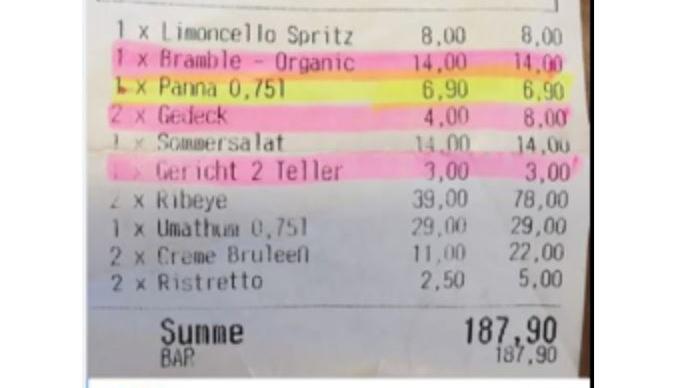 1 x Limoncello Spritz 8,00 8,00
1 x Bramble - Organic 14,00 14,00
1 x Panna 0,75l 6,90 6,90
2 x Gedeck 4,00 8,00
1 x Sommersalat 14,00 14,00
x Gericht 2 Teller 3,00 3,00
2 x Ribeye 39,00 78,00
1 x Umathum 0,75l 29,00 29,00
2 x Creme Bruleeñ 11,00 22,00
2 x Ristretto 2,50 5,00
Summe 187,90
BAR 187,90